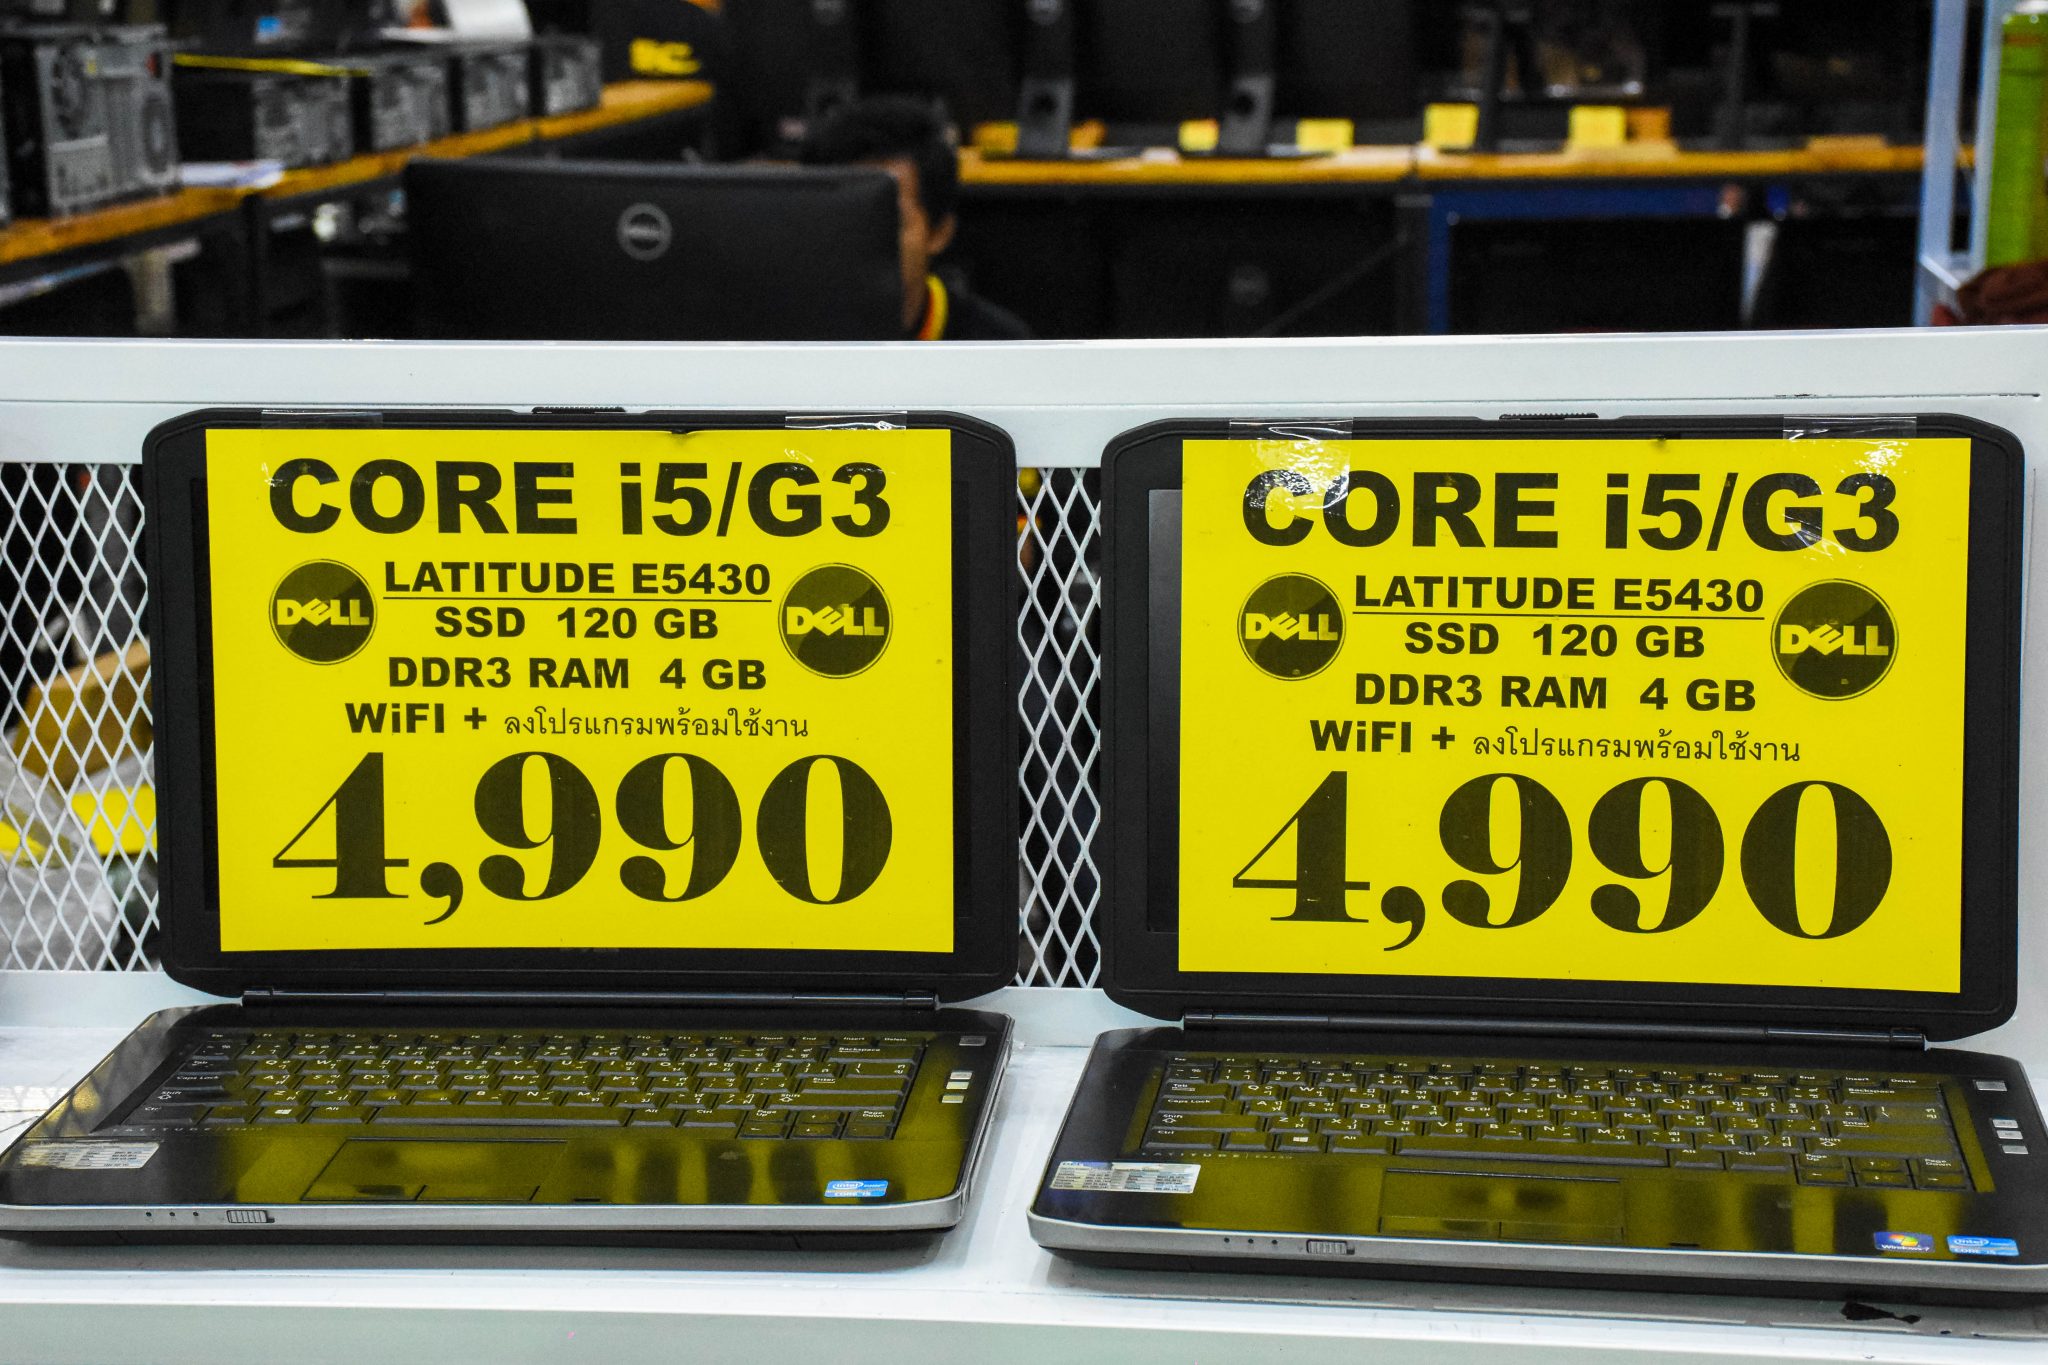 CORE i5/G3
LATITUDE E5430
DELL DELL
SSD 120 GB
DDR3 RAM 4 GB
WiFI + ลงโปรแกรมพร้อมใช้งาน
4,990
CORE i5/G3
LATITUDE E5430
DELL DELL
SSD 120 GB
DDR3 RAM 4 GB
WiFI + ลงโปรแกรมพร้อมใช้งาน
4,990